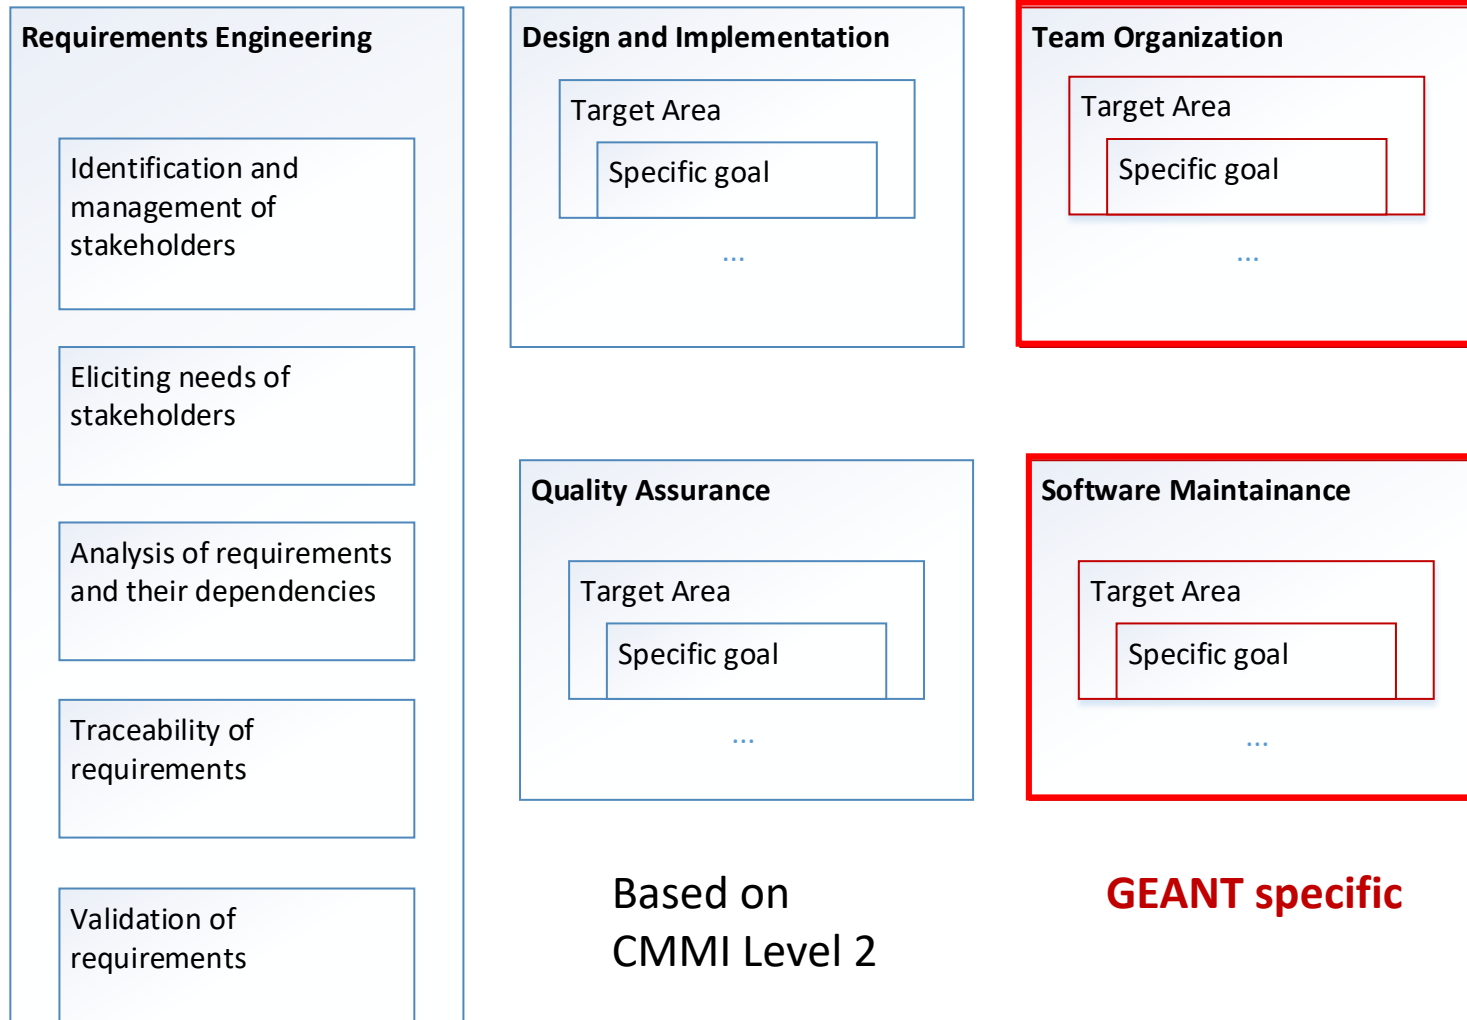 Requirements Engineering
Identification and
management of
stakeholders
Eliciting needs of
stakeholders
Analysis of requirements
and their dependencies
Traceability of
requirements
Validation of
requirements
Design and Implementation
Target Area
Specific goal
...
Team Organization
Target Area
Specific goal
...
Quality Assurance
Target Area
Specific goal
...
Software Maintainance
Target Area
Specific goal
...
Based on
CMMI Level 2
GEANT specific